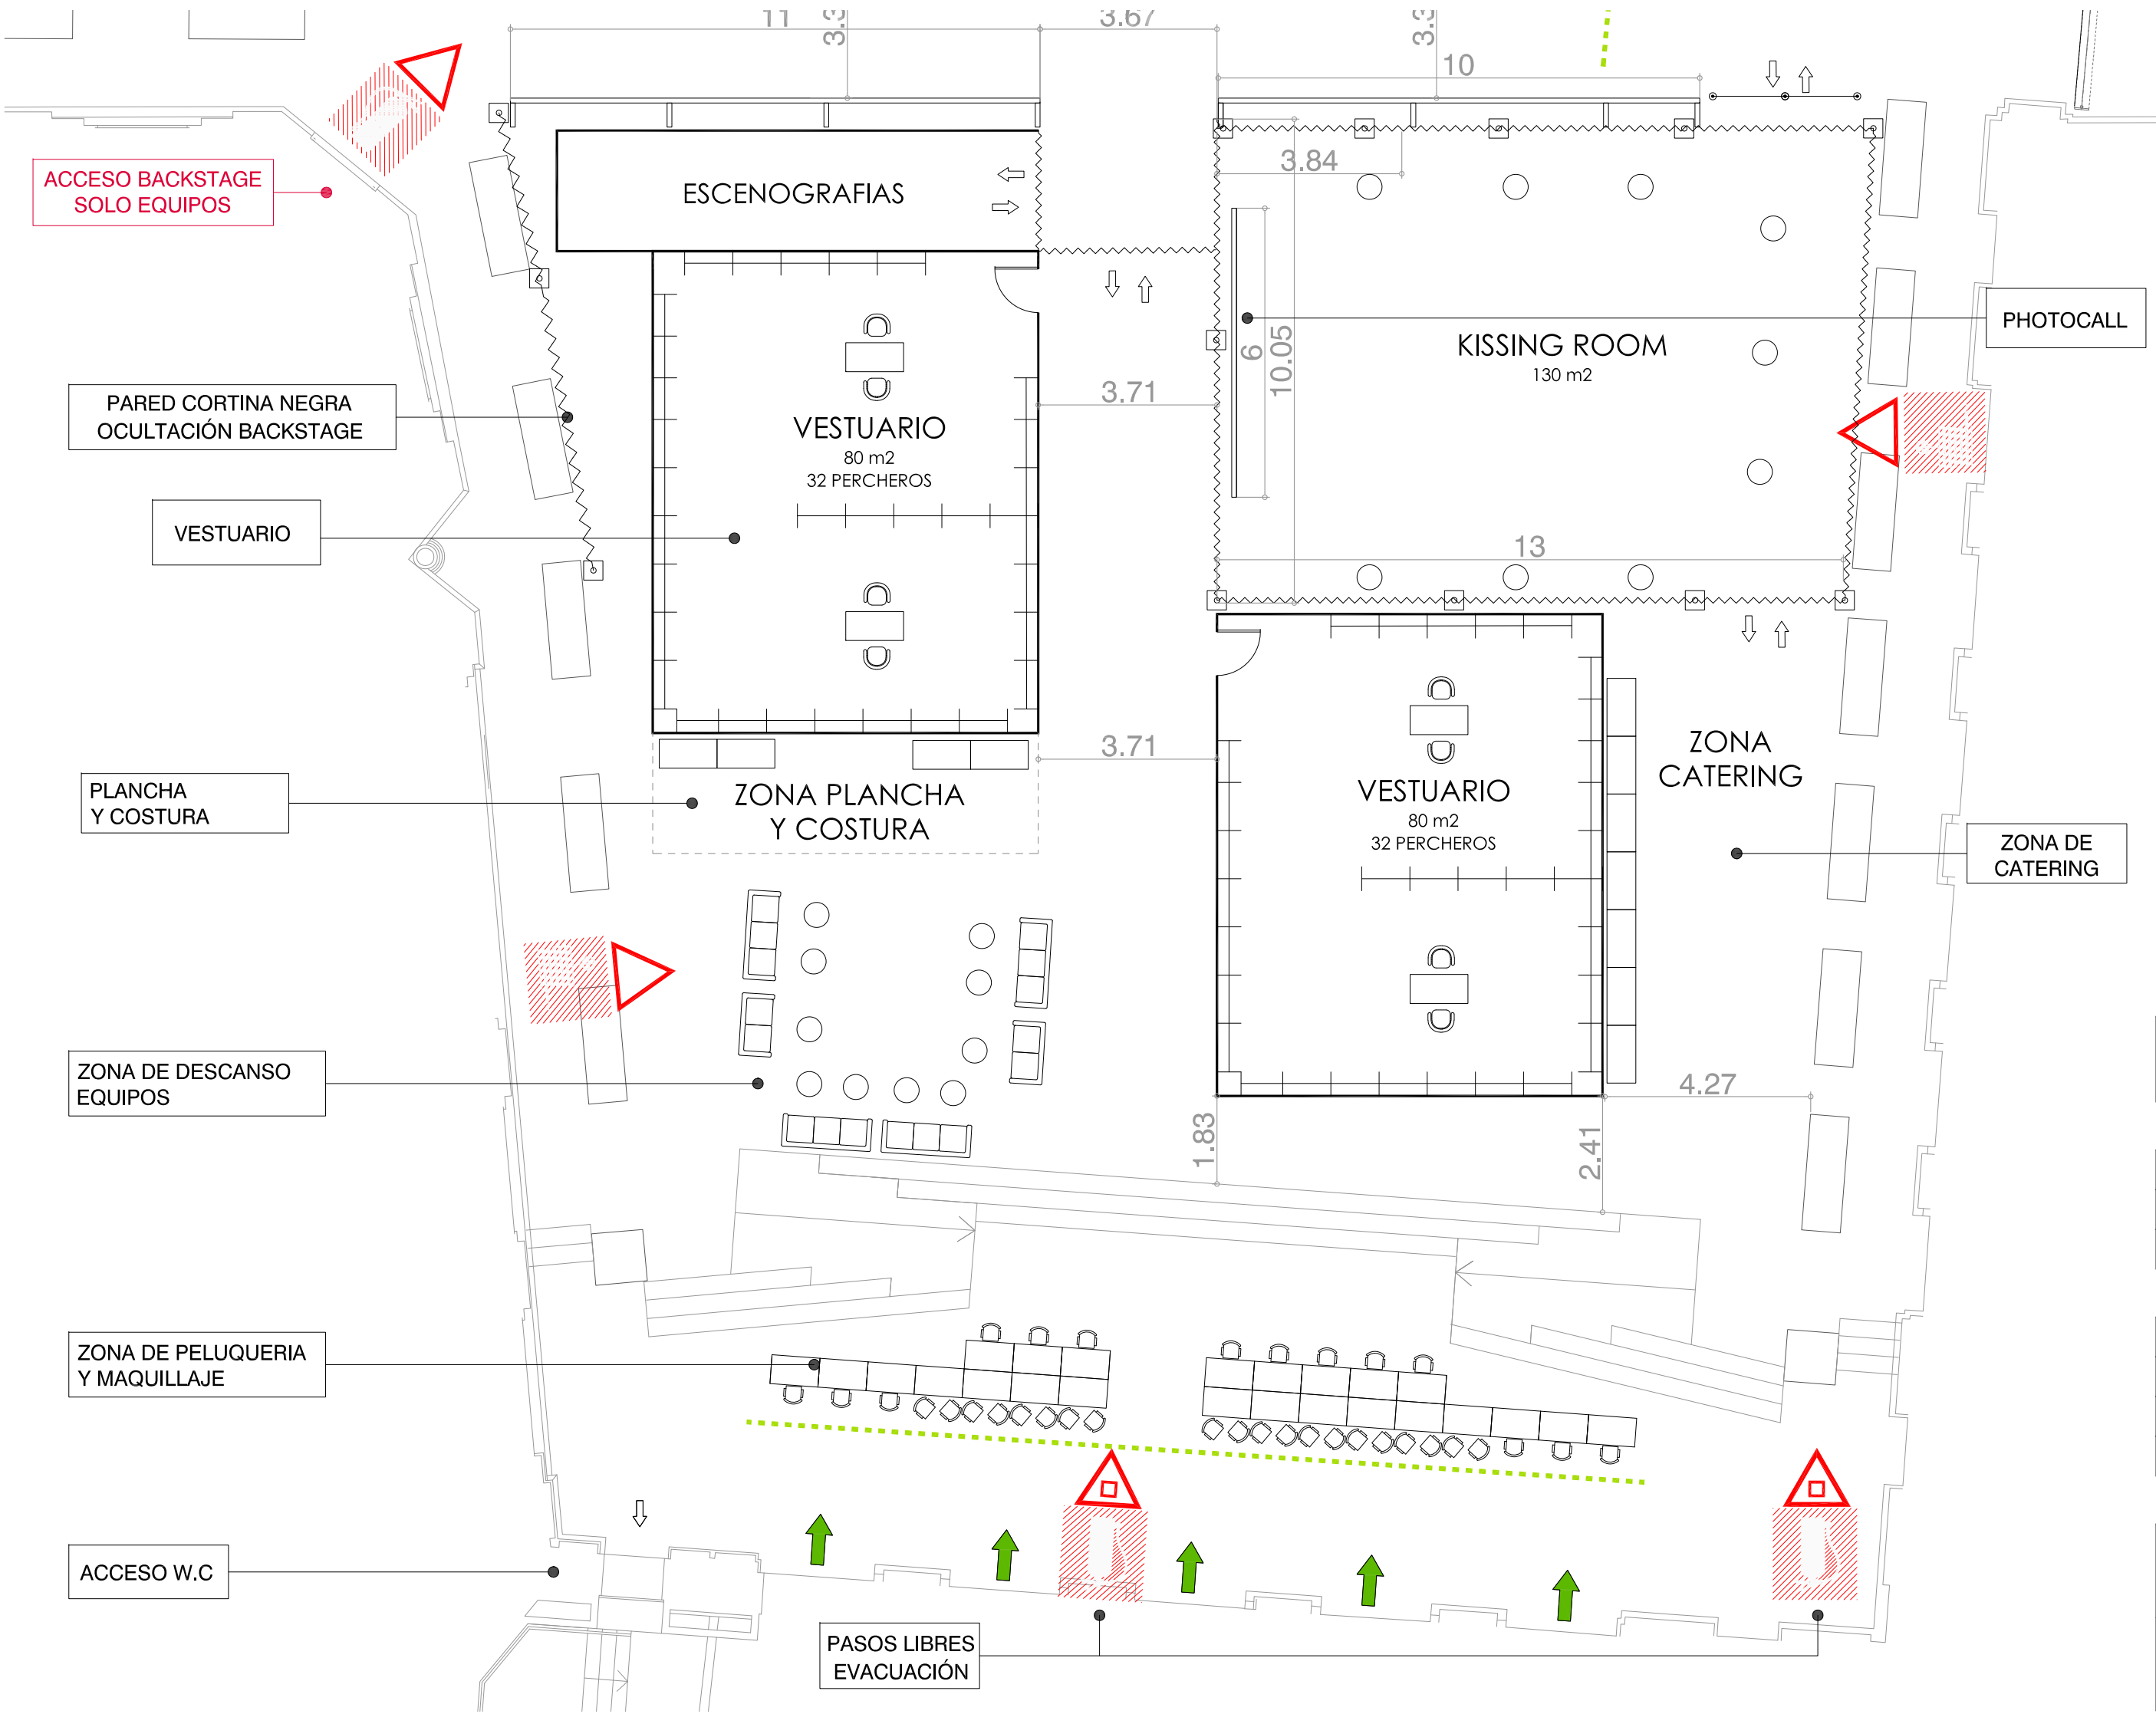 11
3.67
10
3.84
ACCESO BACKSTAGE
SOLO EQUIPOS
ESCENOGRAFIAS
PHOTOCALL
KISSING ROOM
130 m2
6
10.05
3.71
PARED CORTINA NEGRA
OCULTACIÓN BACKSTAGE
VESTUARIO
80 m2
32 PERCHEROS
VESTUARIO
13
3.71
ZONA
CATERING
PLANCHA
Y COSTURA
ZONA PLANCHA
Y COSTURA
VESTUARIO
80 m2
32 PERCHEROS
ZONA DE
CATERING
ZONA DE DESCANSO
EQUIPOS
4.27
1.83
2.41
ZONA DE PELUQUERIA
Y MAQUILLAJE
ACCESO W.C
PASOS LIBRES
EVACUACIÓN